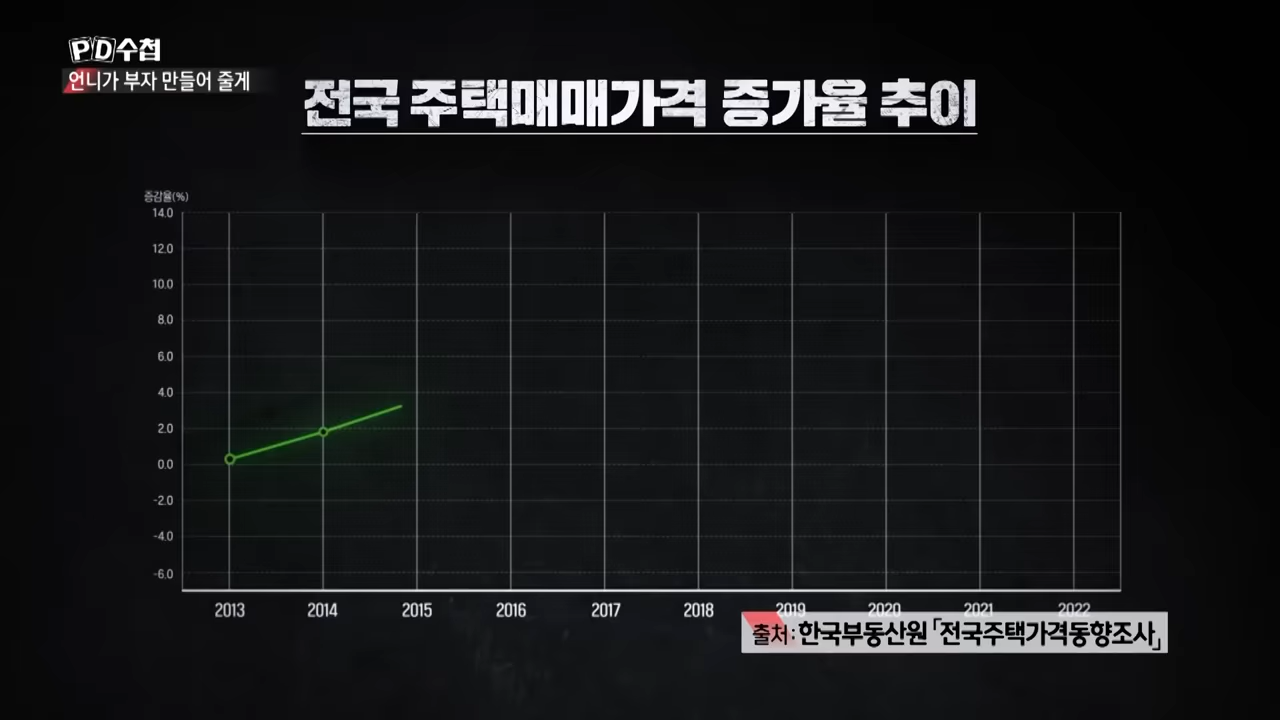 PD수첩
언니가 부자 만들어 줄게
전국 주택매매가격 증가율 추이
증감율(%)
14.0
12.0
10.0
8.0
6.0
4.0
2.0
0.0
-2.0
-4.0
-6.0
2013 2014 2015 2016 2017 2018 2019 2020 2021 2022
출처 : 한국부동산원 「전국주택가격동향조사」